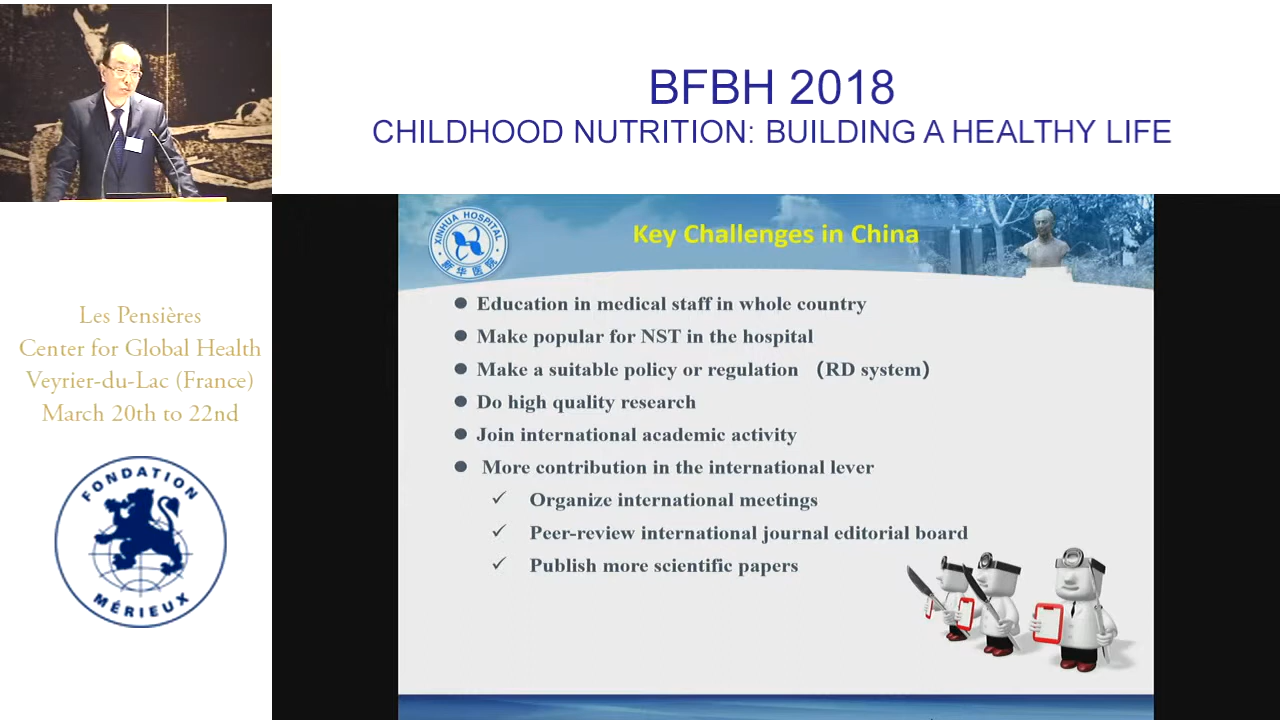 BFBH 2018
CHILDHOOD NUTRITION: BUILDING A HEALTHY LIFE
Les Pensières
Center for Global Health
Veyrier-du-Lac (France)
March 20th to 22nd
FONDATION
MÉRIEUX
XINHUA HOSPITAL
新华医院
Key Challenges in China
Education in medical staff in whole country
Make popular for NST in the hospital
Make a suitable policy or regulation （RD system）
Do high quality research
Join international academic activity
More contribution in the international lever
Organize international meetings
Peer-review international journal editorial board
Publish more scientific papers